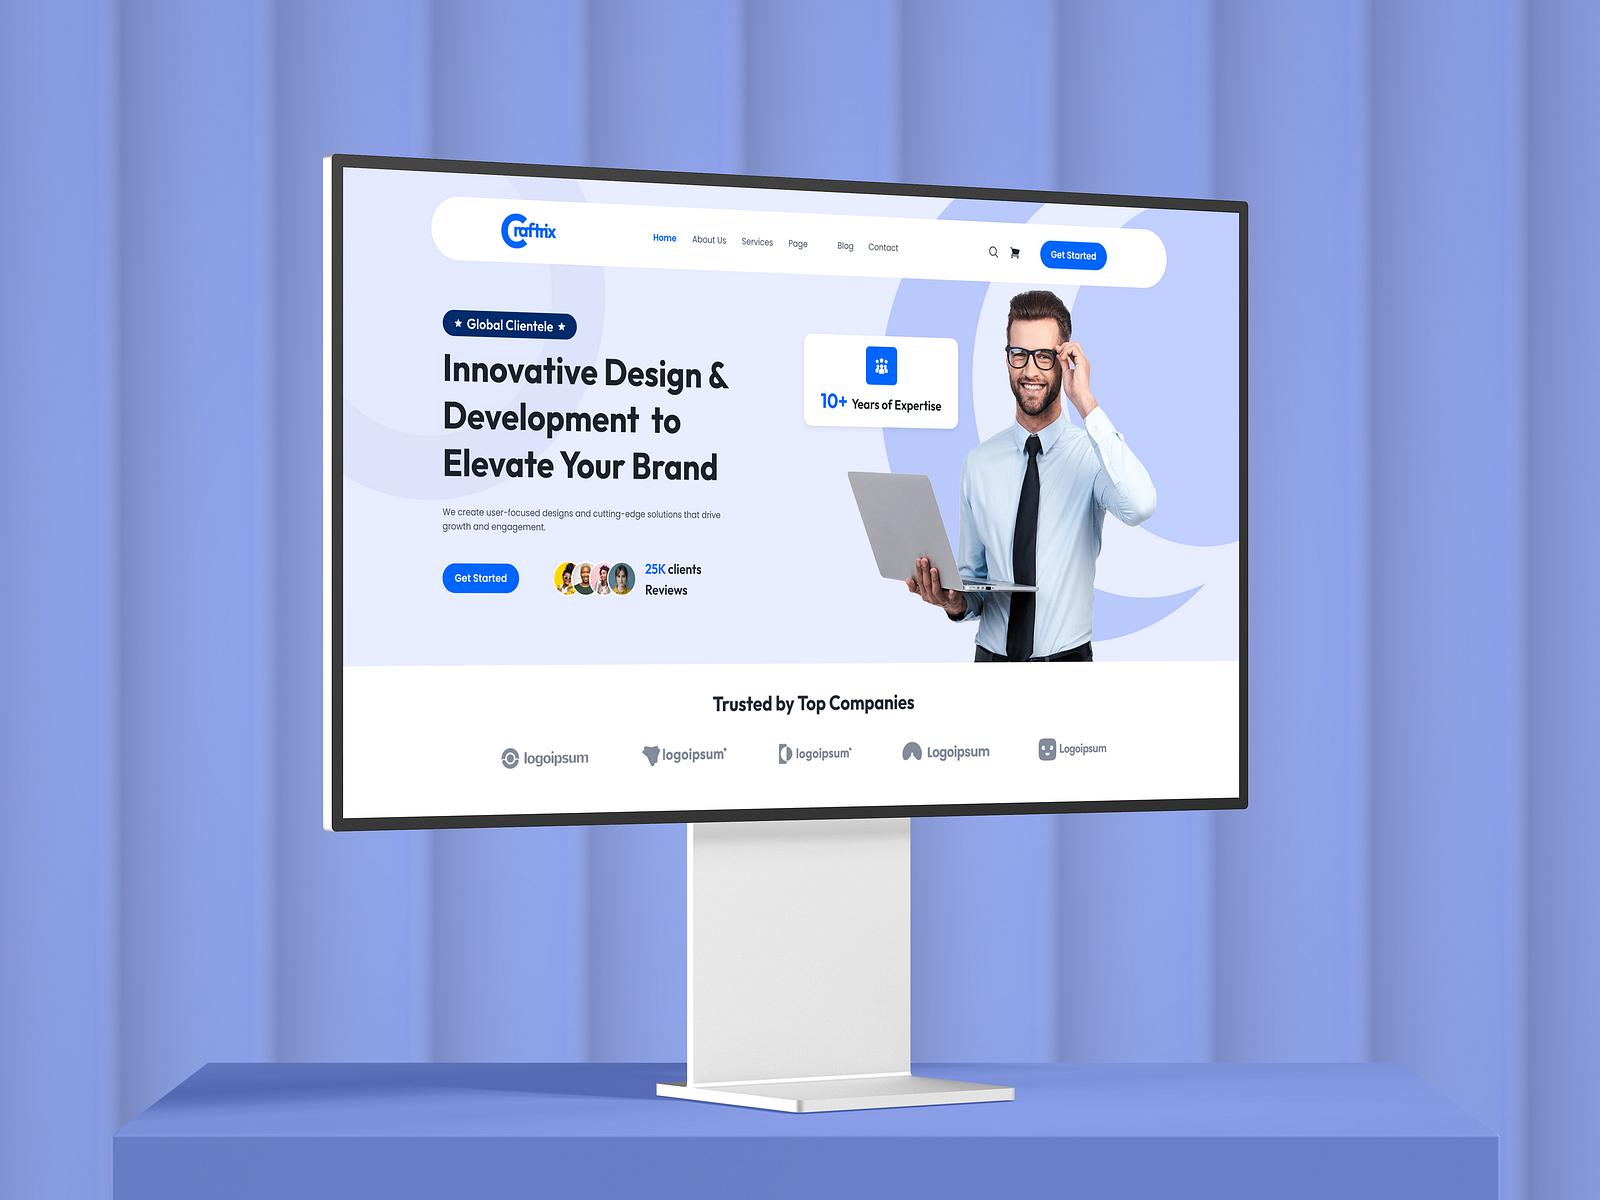 Craftrix
Home About Us Services Page Blog Contact
Get Started
Global Clientele
Innovative Design &
Development to
Elevate Your Brand
We create user-focused designs and cutting-edge solutions that drive
growth and engagement.
Get Started
25K clients
Reviews
10+ Years of Expertise
Trusted by Top Companies
logoipsum logoipsum logoipsum Logoipsum Logoipsum